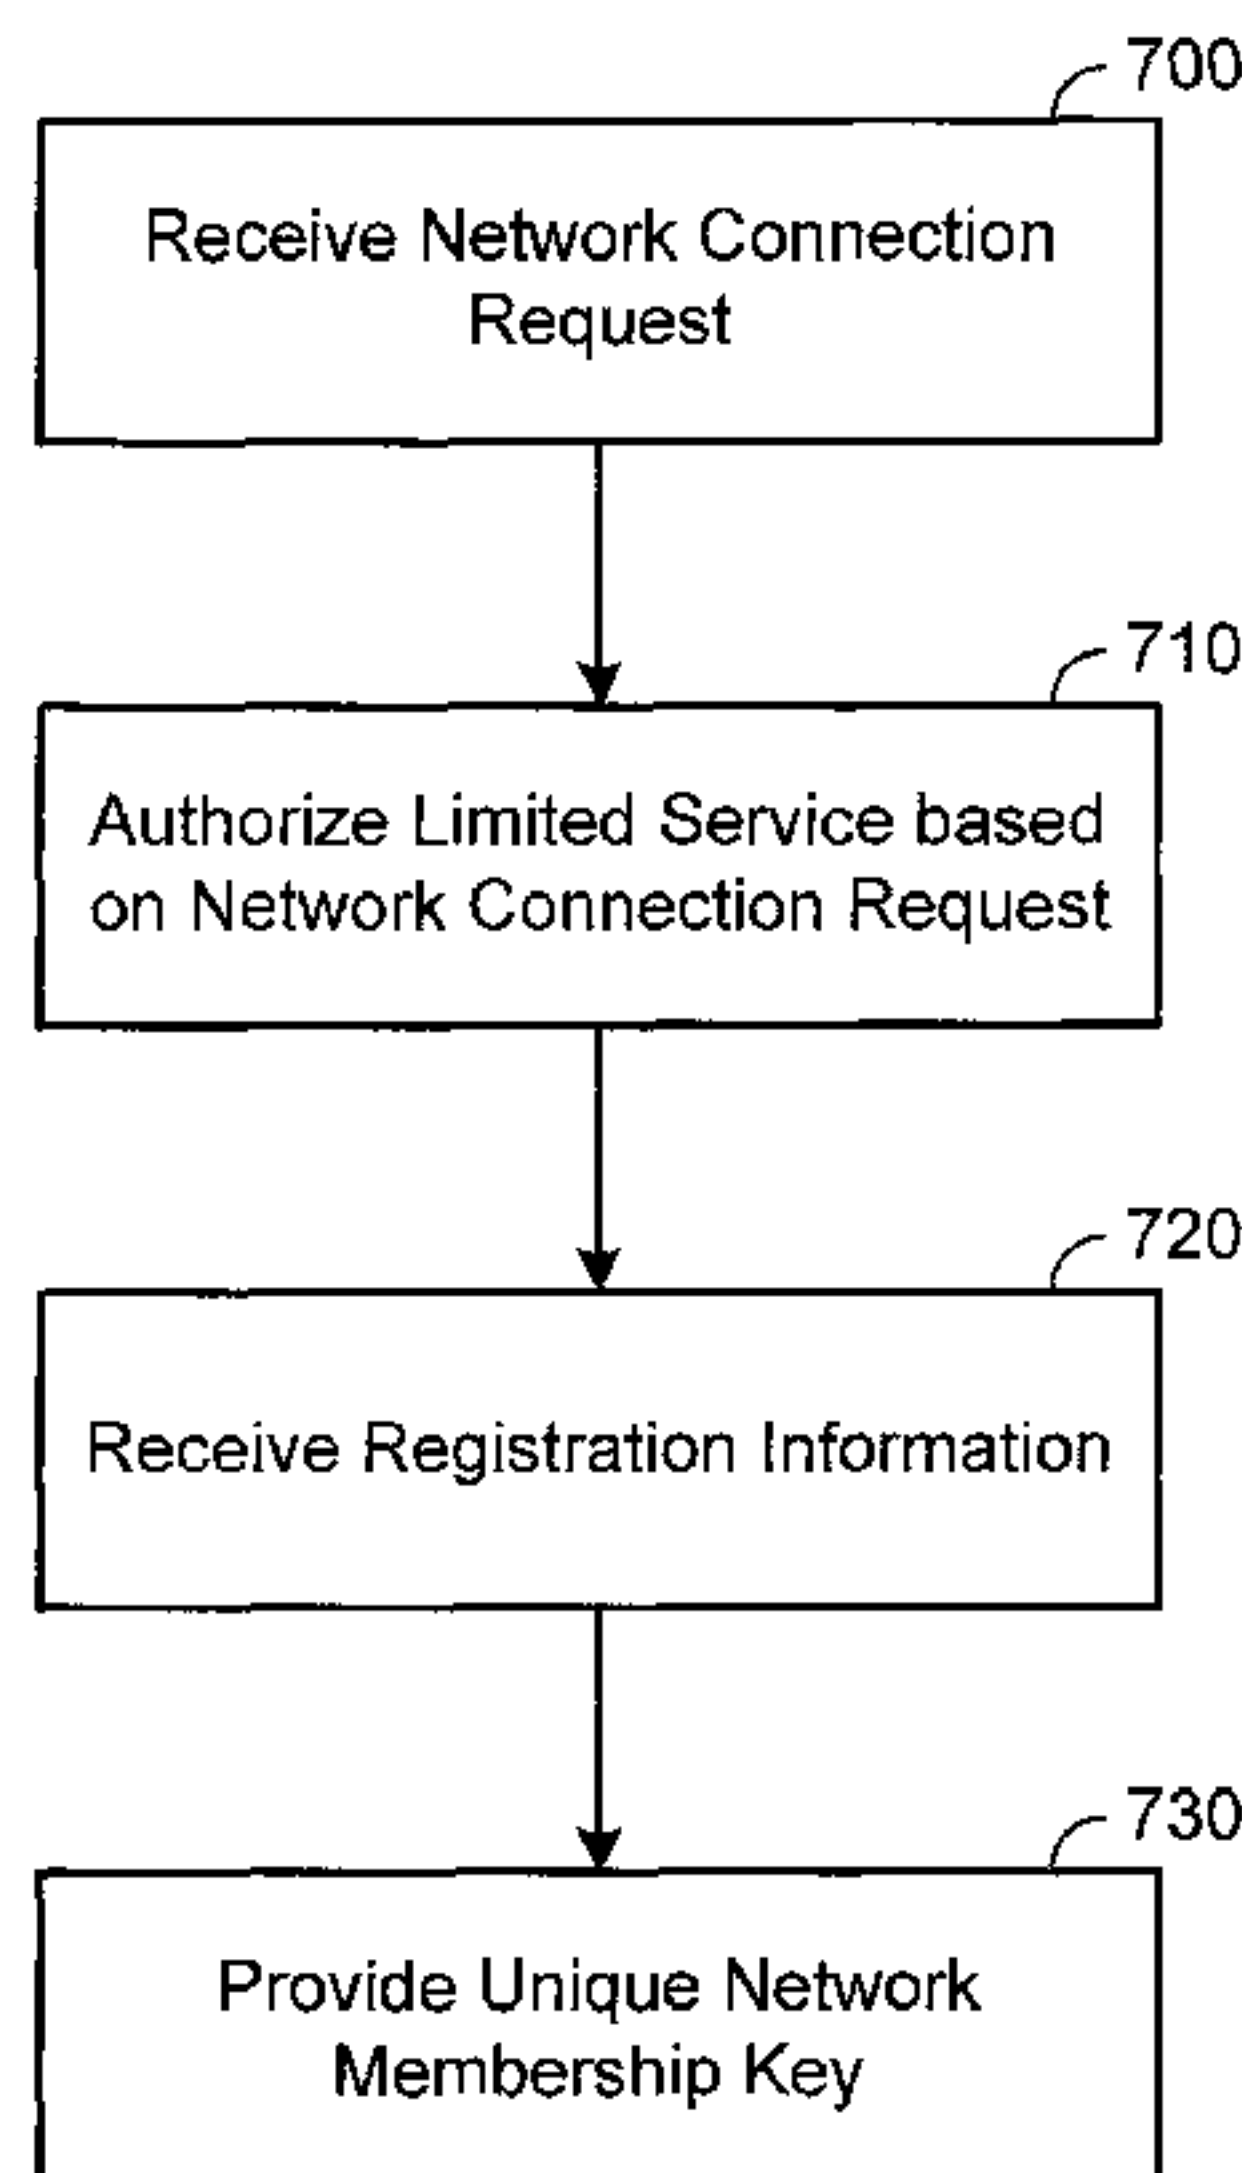 700
Receive Network Connection
Request
710
Authorize Limited Service based
on Network Connection Request
720
Receive Registration Information
730
Provide Unique Network
Membership Key